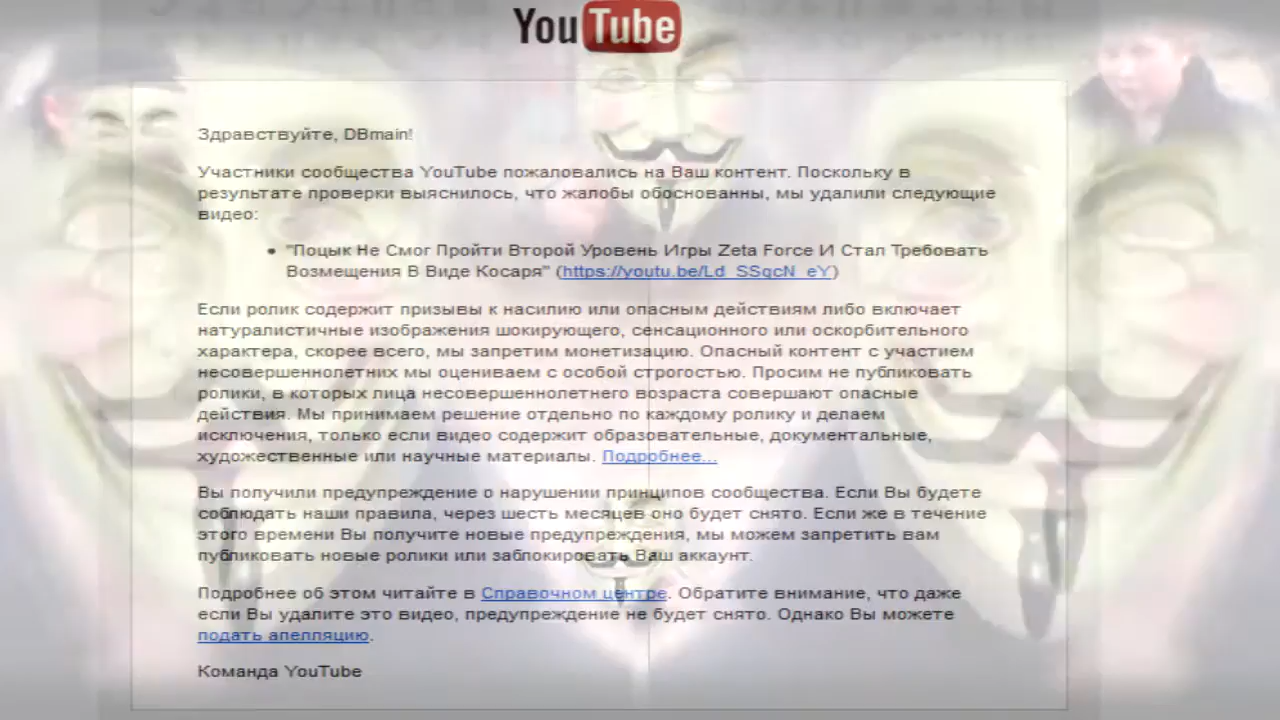 YouTube
Здравствуйте, DBmain!
Участники сообщества YouTube пожаловались на Ваш контент. Поскольку в
результате проверки выяснилось, что жалобы обоснованны, мы удалили следующие
видео:
• "Поцык Не Смог Пройти Второй Уровень Игры Zeta Force И Стал Требовать
Возмещения В Виде Косаря" (https://youtu.be/Ld_SSqcN_eY)
Если ролик содержит призывы к насилию или опасным действиям либо включает
натуралистичные изображения шокирующего, сенсационного или оскорбительного
характера, скорее всего, мы запретим монетизацию. Опасный контент с участием
несовершеннолетних мы оцениваем с особой строгостью. Просим не публиковать
ролики, в которых лица несовершеннолетнего возраста совершают опасные
действия. Мы принимаем решение отдельно по каждому ролику и делаем
исключения, только если видео содержит образовательные, документальные,
художественные или научные материалы. Подробнее...
Вы получили предупреждение о нарушении принципов сообщества. Если Вы будете
соблюдать наши правила, через шесть месяцев оно будет снято. Если же в течение
этого времени Вы получите новые предупреждения, мы можем запретить вам
публиковать новые ролики или заблокировать Ваш аккаунт.
Подробнее об этом читайте в Справочном центре. Обратите внимание, что даже
если Вы удалите это видео, предупреждение не будет снято. Однако Вы можете
подать апелляцию.
Команда YouTube